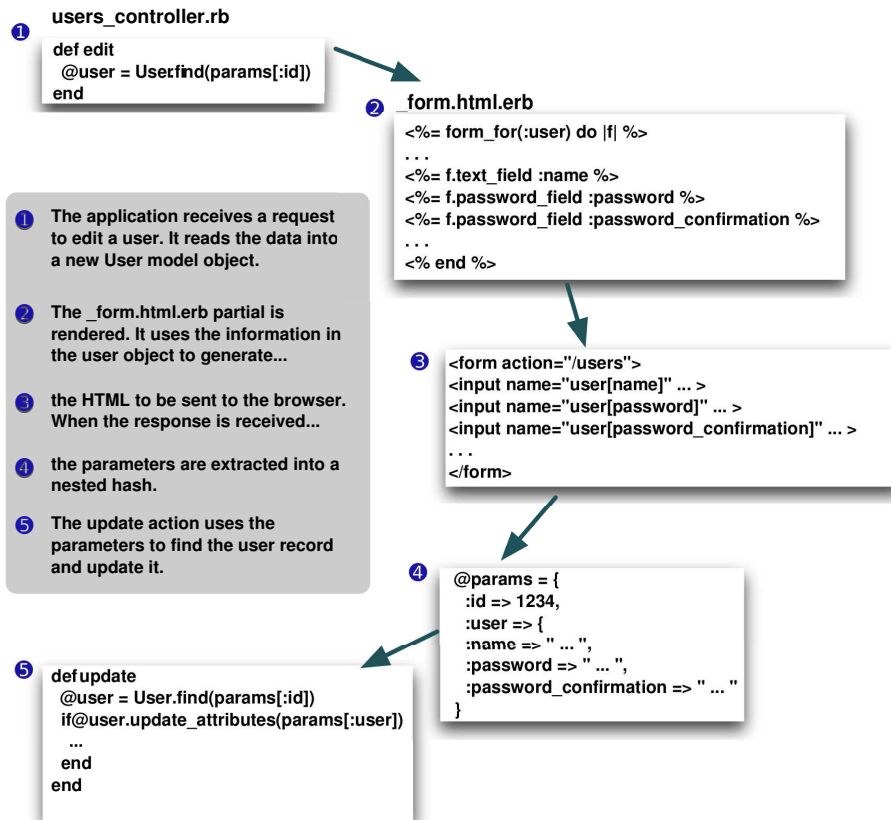 users_controller.rb
1
def edit
@user = User.find(params[:id])
end
2
_form.html.erb
<%= form_for(:user) do |f| %>
. . .
<%= f.text_field :name %>
<%= f.password_field :password %>
<%= f.password_field :password_confirmation %>
. . .
<% end %>
1 The application receives a request
to edit a user. It reads the data into
a new User model object.
2 The _form.html.erb partial is
rendered. It uses the information in
the user object to generate...
3 the HTML to be sent to the browser.
When the response is received...
4 the parameters are extracted into a
nested hash.
5 The update action uses the
parameters to find the user record
and update it.
3
<form action="/users">
<input name="user[name]" ... >
<input name="user[password]" ... >
<input name="user[password_confirmation]" ... >
. . .
</form>
4
@params = {
:id => 1234,
:user => {
:name => " ... ",
:password => " ... ",
:password_confirmation => " ... "
}
5
def update
@user = User.find(params[:id])
if@user.update_attributes(params[:user])
...
end
end